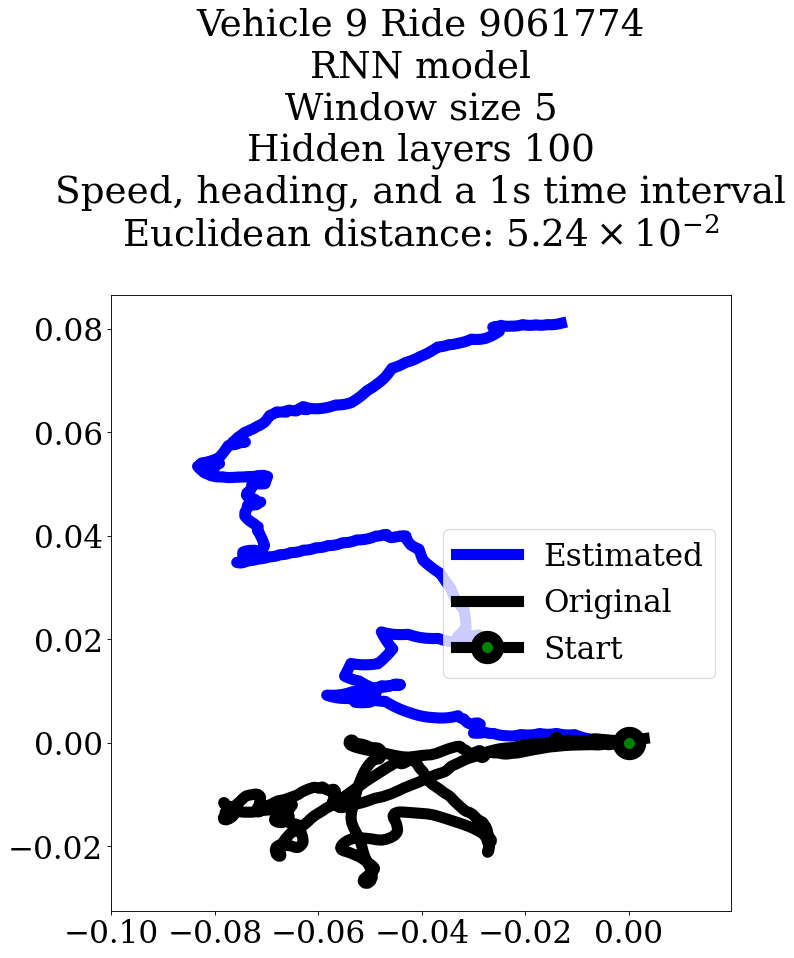 Vehicle 9 Ride 9061774
RNN model
Window size 5
Hidden layers 100
Speed, heading, and a 1s time interval
Euclidean distance: 5.24 × 10⁻²
0.08
0.06
0.04
0.02
0.00
−0.02
Estimated
Original
Start
−0.10 −0.08 −0.06 −0.04 −0.02 0.00